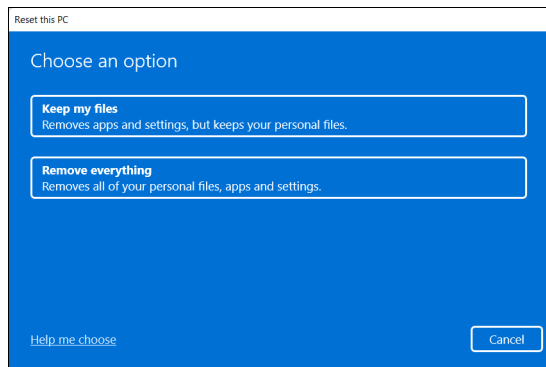 Reset this PC
Choose an option
Keep my files
Removes apps and settings, but keeps your personal files.
Remove everything
Removes all of your personal files, apps and settings.
Help me choose
Cancel